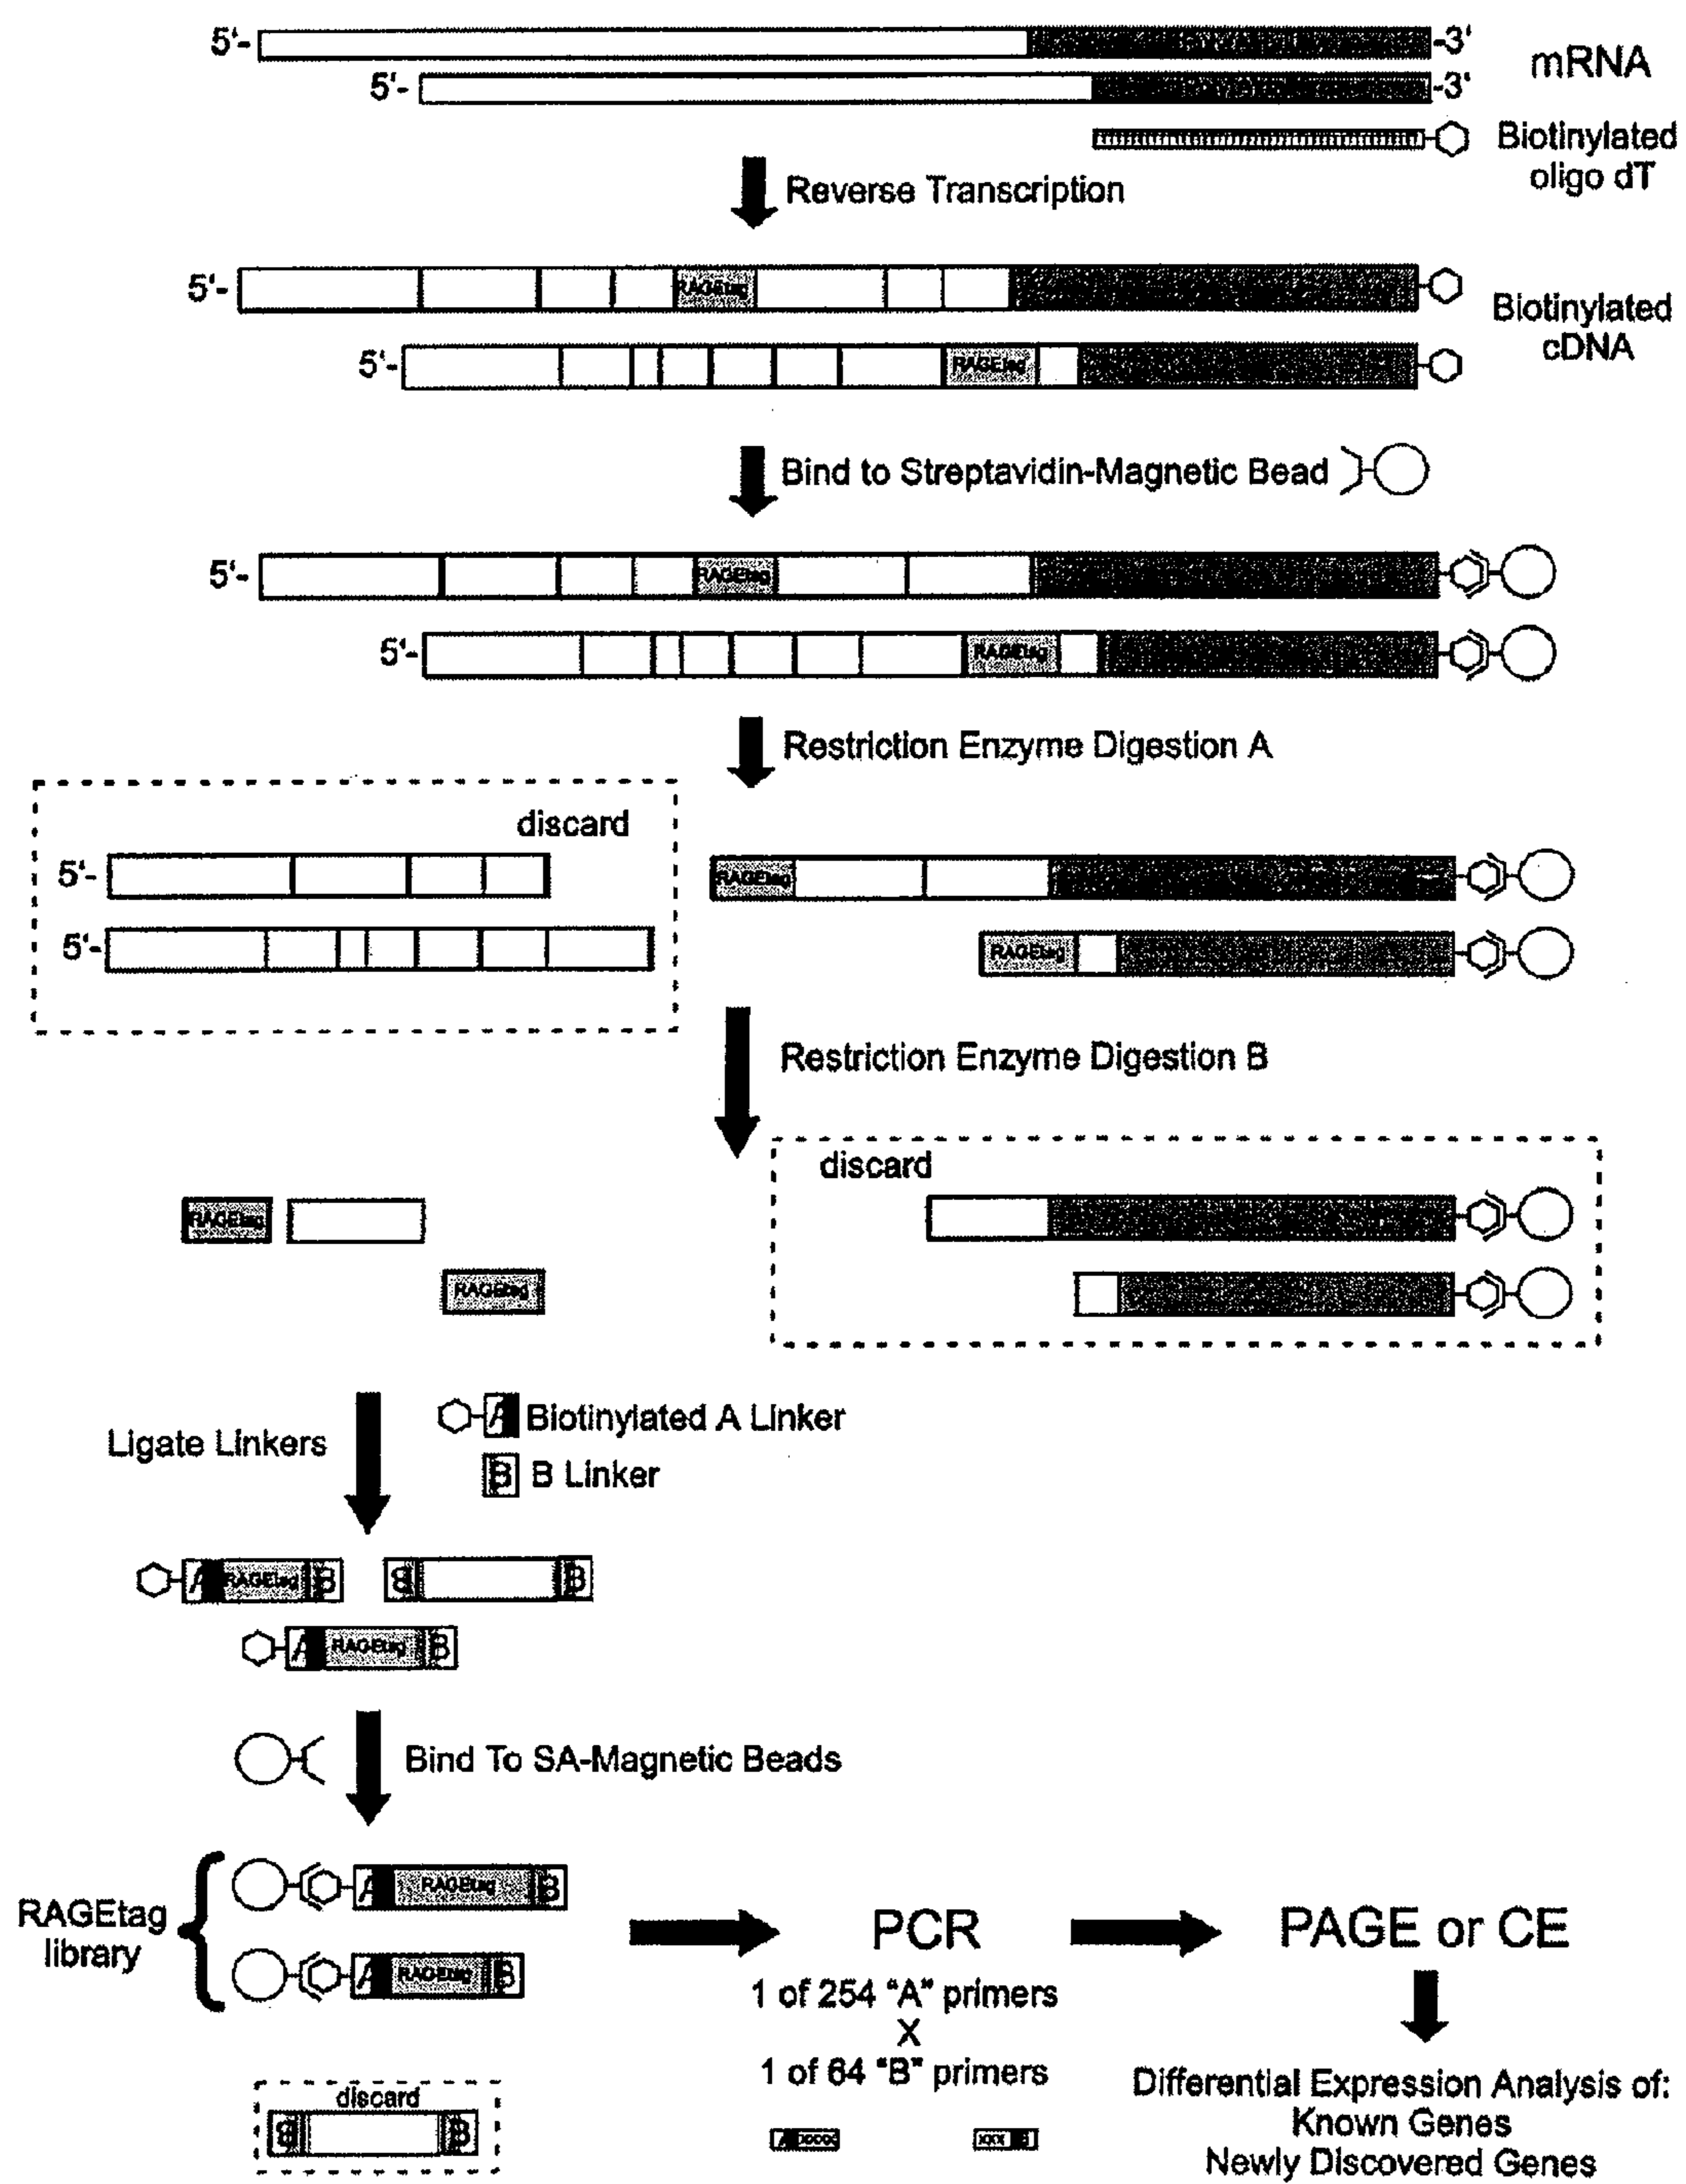 5'-
-3'
mRNA
5'-
-3'
Biotinylated
oligo dT
Reverse Transcription
5'-
RAGEtag
Biotinylated
cDNA
5'-
RAGEtag
Bind to Streptavidin-Magnetic Bead
5'-
RAGEtag
5'-
RAGEtag
Restriction Enzyme Digestion A
discard
5'-
RAGEtag
5'-
RAGEtag
Restriction Enzyme Digestion B
discard
RAGEtag
RAGEtag
Ligate Linkers
A Biotinylated A Linker
B B Linker
A RAGEtag B
B B
A RAGEtag B
Bind To SA-Magnetic Beads
RAGEtag
library
A RAGEtag B
A RAGEtag B
PCR
1 of 254 "A" primers
X
1 of 64 "B" primers
A xxxxx
xxx B
PAGE or CE
Differential Expression Analysis of:
Known Genes
Newly Discovered Genes
discard
B B